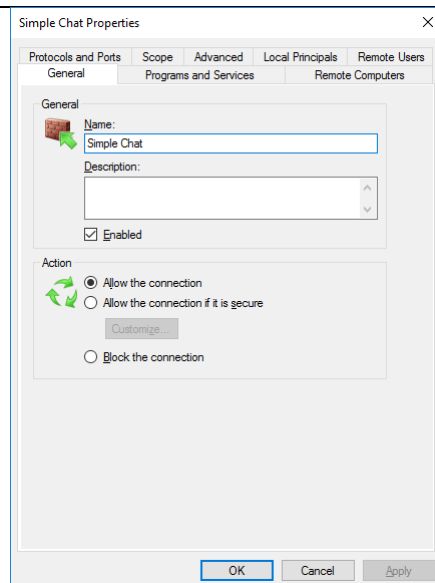 Simple Chat Properties
Protocols and Ports Scope Advanced Local Principals Remote Users
General Programs and Services Remote Computers
General
Name:
Simple Chat
Description:
Enabled
Action
Allow the connection
Allow the connection if it is secure
Customize...
Block the connection
OK Cancel Apply